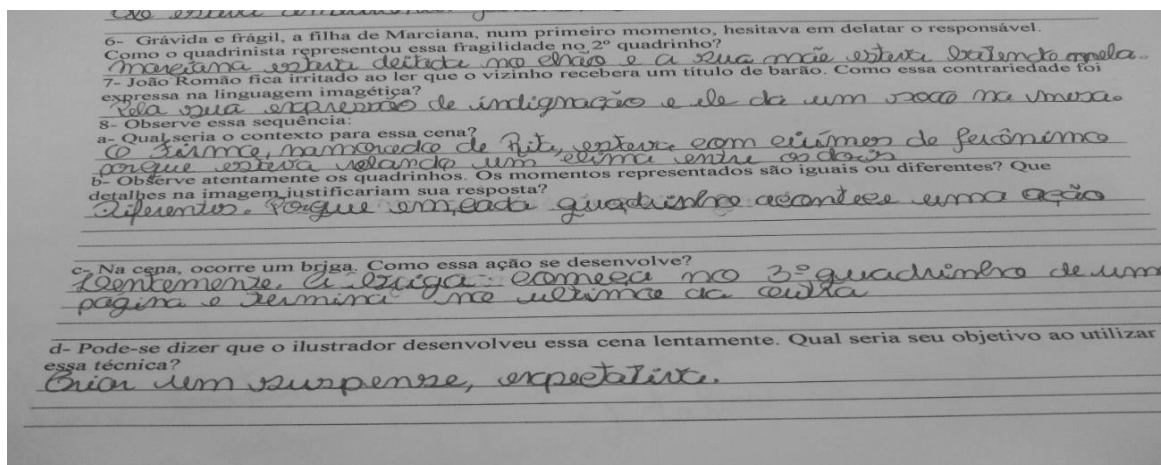 6- Grávida e frágil, a filha de Marciana, num primeiro momento, hesitava em delatar o responsável.
Como o quadrinista representou essa fragilidade no 2º quadrinho?
Marciana estava deitada no chão e a sua mãe estava batendo nela.
7- João Romão fica irritado ao ler que o vizinho recebera um título de barão. Como essa contrariedade foi
expressa na linguagem imagética?
Pela sua expressão de indignação e ele da um soco na mesa.
8- Observe essa sequência:
a- Qual seria o contexto para essa cena?
O Firmo, namorado de Rita, estava com ciúmes de Jerônimo
porque estava rolando um clima entre os dois
b- Observe atentamente os quadrinhos. Os momentos representados são iguais ou diferentes? Que
detalhes na imagem justificariam sua resposta?
Diferentes. Porque em cada quadrinho acontece uma ação
c- Na cena, ocorre um briga. Como essa ação se desenvolve?
Lentemente, a briga começa no 3º quadrinho de um
página e termina no ultimo da outra
d- Pode-se dizer que o ilustrador desenvolveu essa cena lentamente. Qual seria seu objetivo ao utilizar
essa técnica?
Criar um suspense, expectativa.